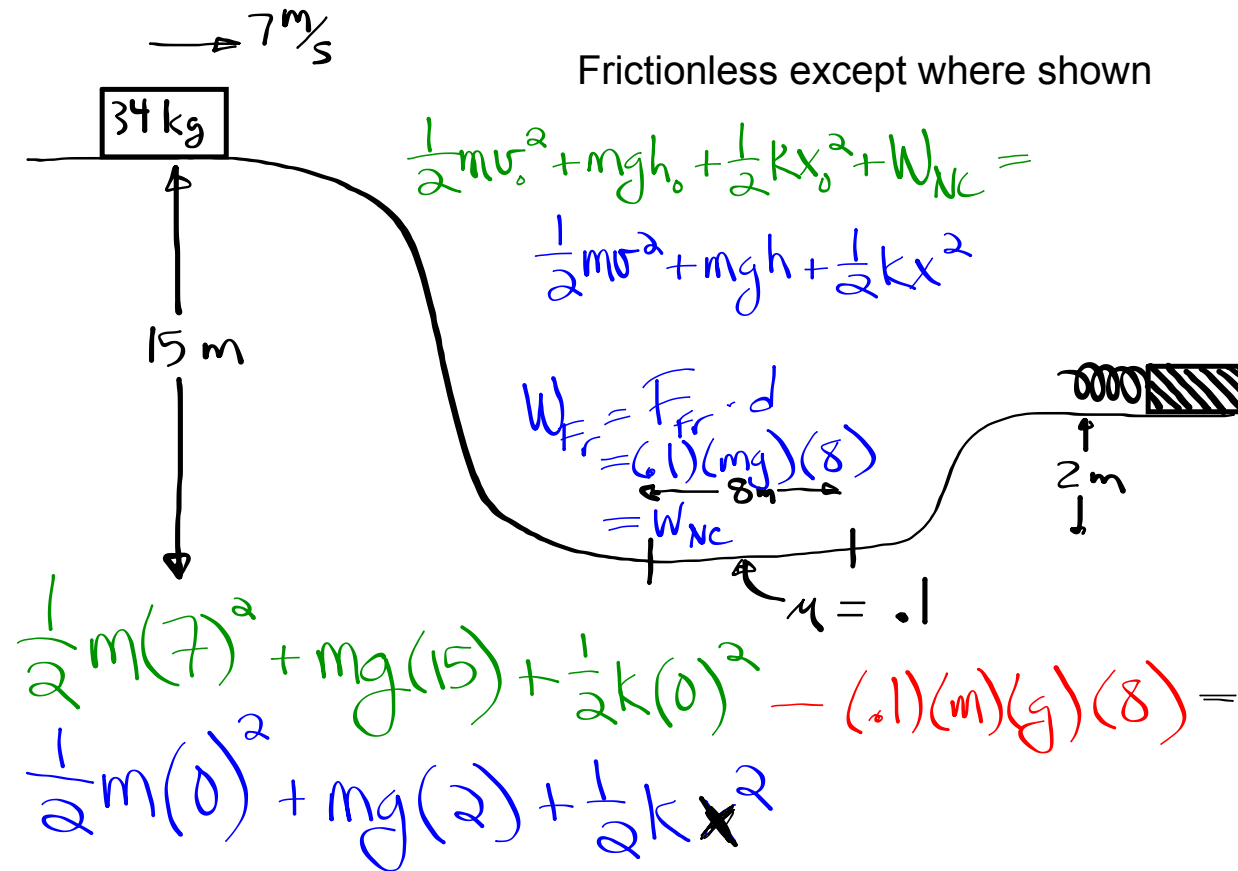 7 m/s
Frictionless except where shown
34 kg
½mv₀² + mgh₀ + ½kx₀² + W_NC =
½mv² + mgh + ½kx²
15 m
W_Fr = F_Fr · d
= (.1)(mg)(8)
8m
= W_NC
2 m
μ = .1
½m(7)² + mg(15) + ½k(0)² − (.1)(m)(g)(8) =
½m(0)² + mg(2) + ½kx²